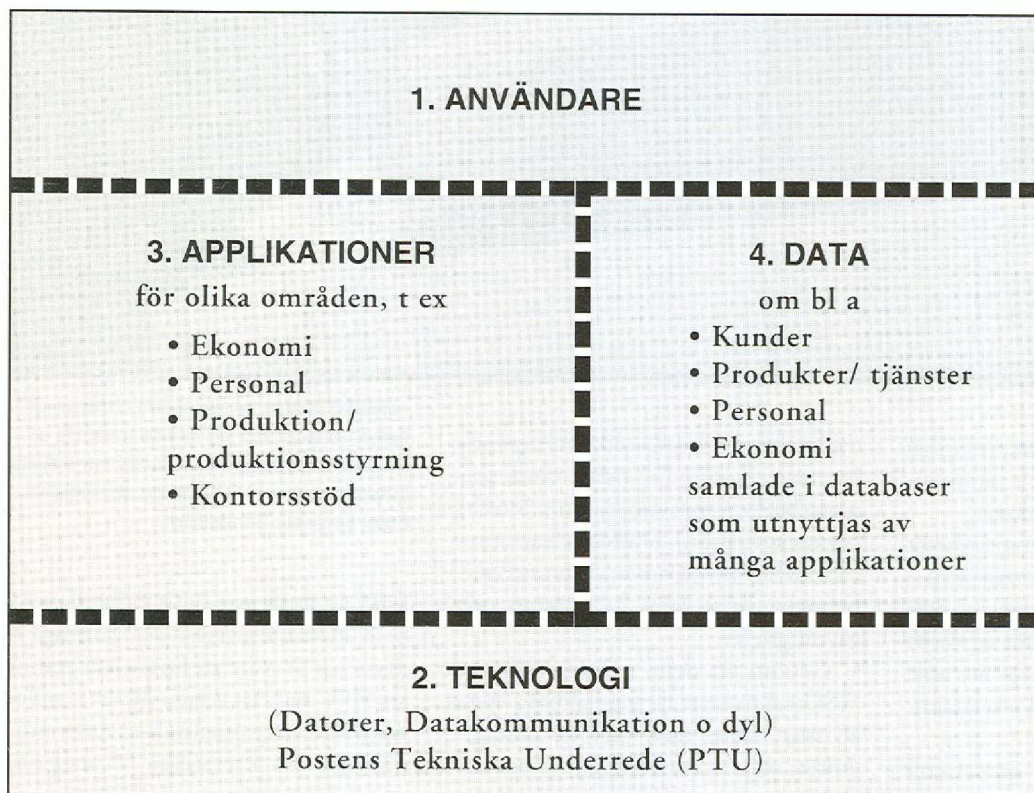 1. ANVÄNDARE
3. APPLIKATIONER
för olika områden, t ex
• Ekonomi
• Personal
• Produktion/
produktionsstyrning
• Kontorsstöd
4. DATA
om bl a
• Kunder
• Produkter/ tjänster
• Personal
• Ekonomi
samlade i databaser
som utnyttjas av
många applikationer
2. TEKNOLOGI
(Datorer, Datakommunikation o dyl)
Postens Tekniska Underrede (PTU)